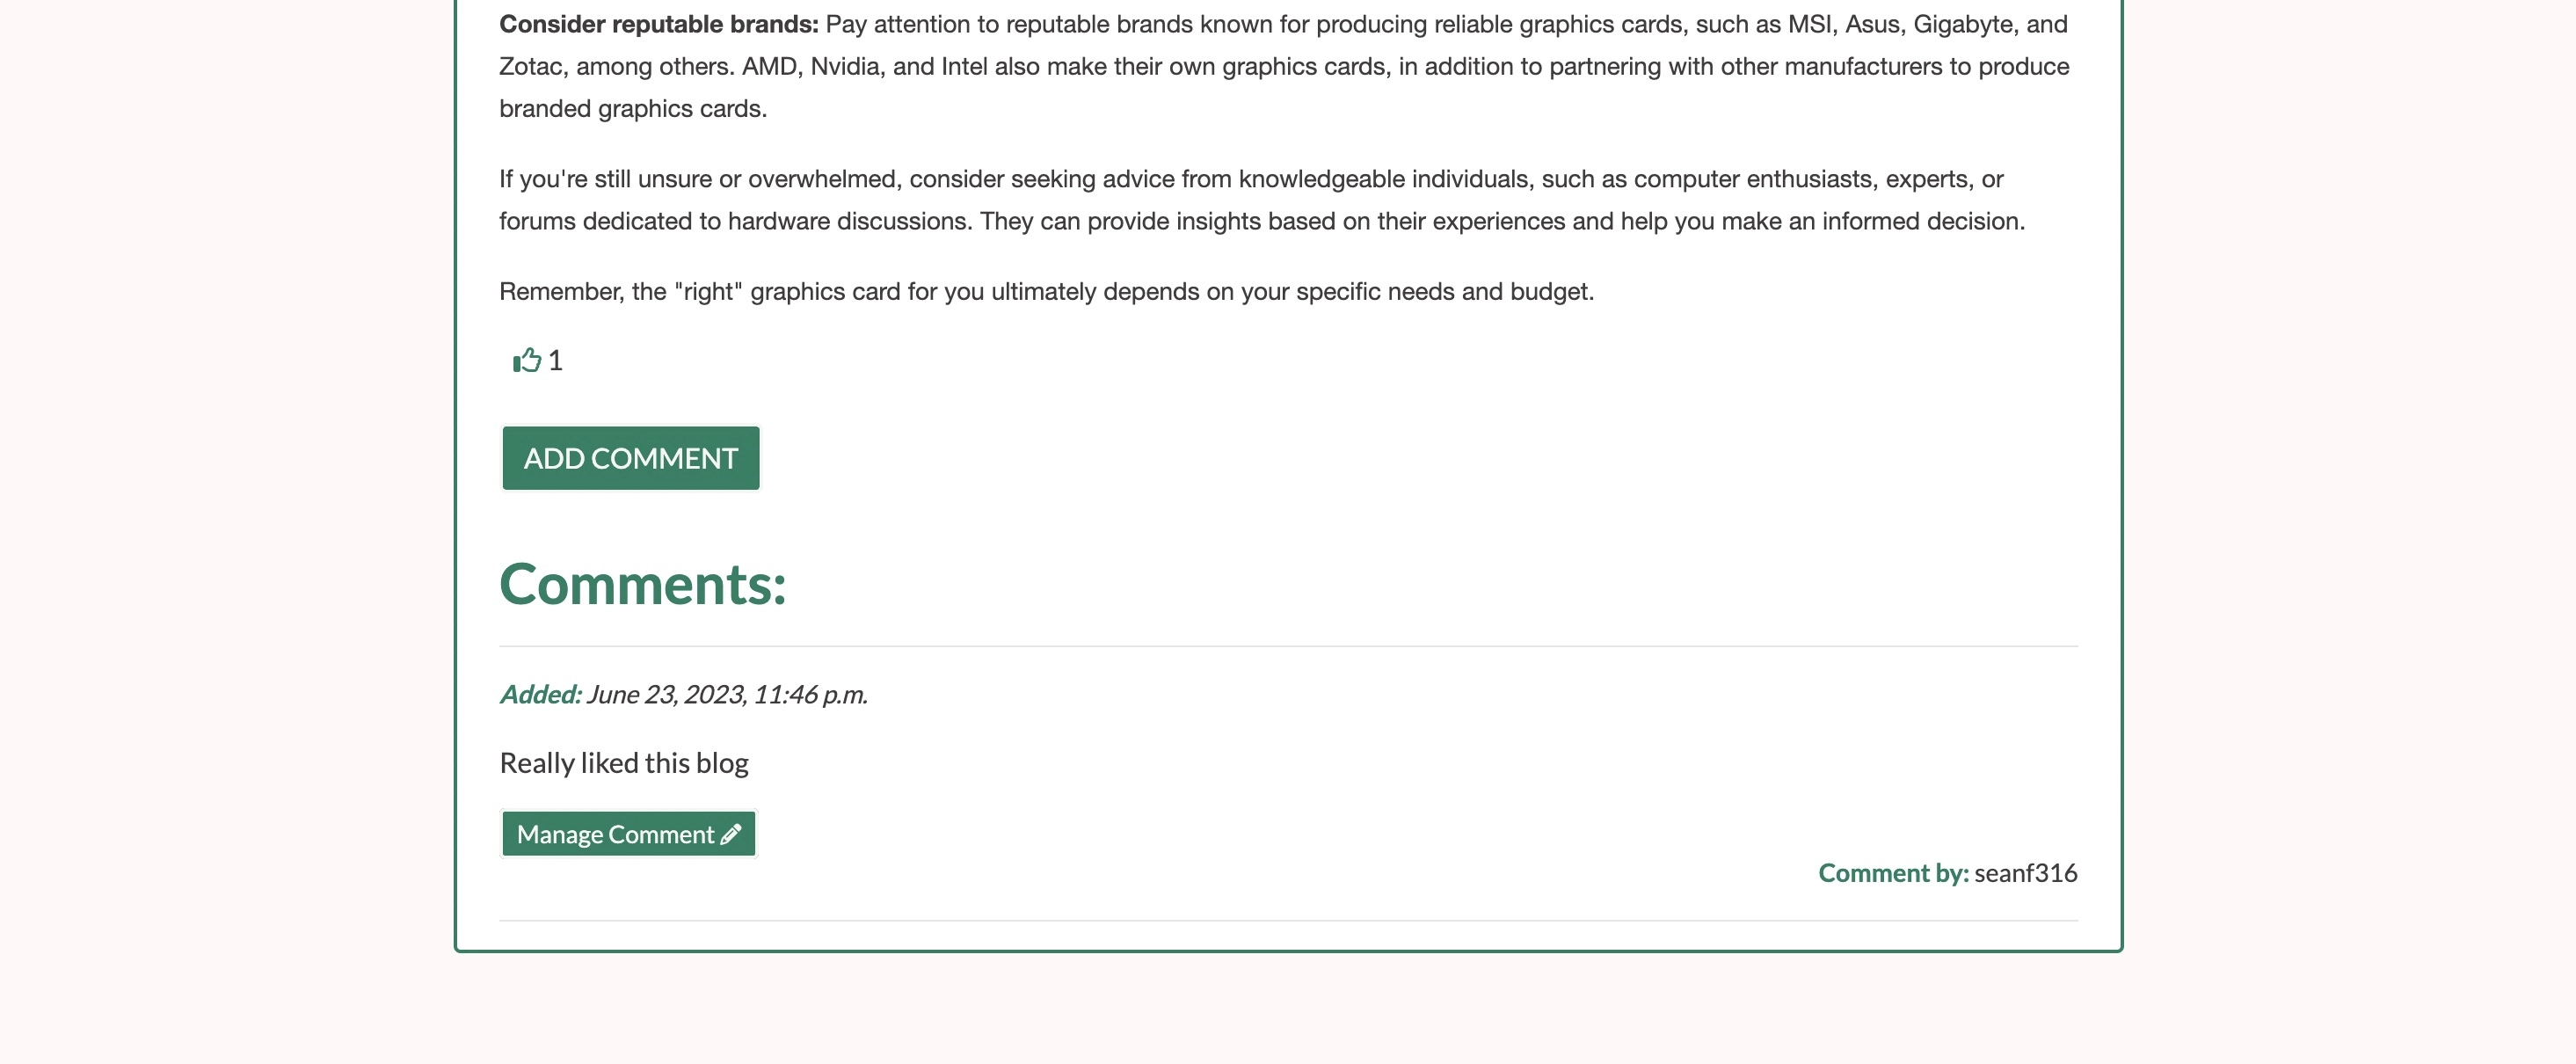 Consider reputable brands: Pay attention to reputable brands known for producing reliable graphics cards, such as MSI, Asus, Gigabyte, and
Zotac, among others. AMD, Nvidia, and Intel also make their own graphics cards, in addition to partnering with other manufacturers to produce
branded graphics cards.
If you're still unsure or overwhelmed, consider seeking advice from knowledgeable individuals, such as computer enthusiasts, experts, or
forums dedicated to hardware discussions. They can provide insights based on their experiences and help you make an informed decision.
Remember, the "right" graphics card for you ultimately depends on your specific needs and budget.
1
ADD COMMENT
Comments:
Added: June 23, 2023, 11:46 p.m.
Really liked this blog
Manage Comment
Comment by: seanf316